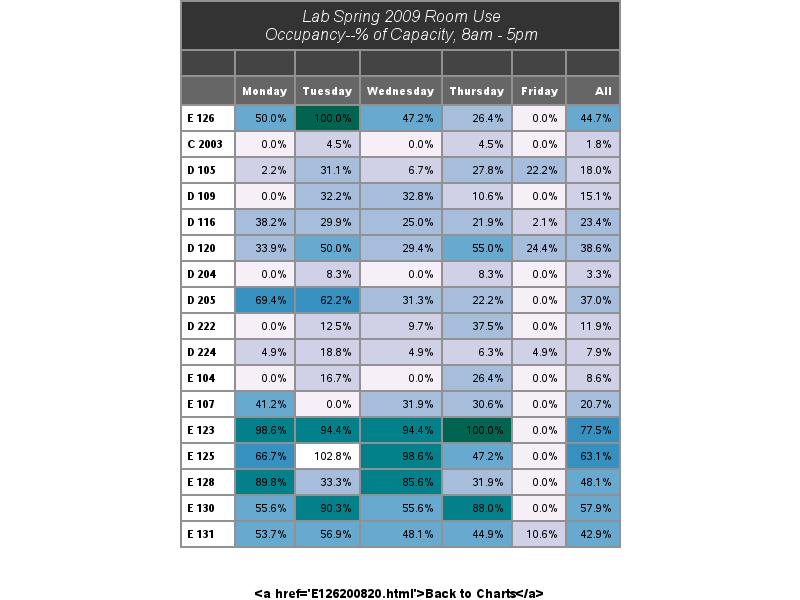 Lab Spring 2009 Room Use
Occupancy--% of Capacity, 8am - 5pm
Monday Tuesday Wednesday Thursday Friday All
E 126 50.0% 100.0% 47.2% 26.4% 0.0% 44.7%
C 2003 0.0% 4.5% 0.0% 4.5% 0.0% 1.8%
D 105 2.2% 31.1% 6.7% 27.8% 22.2% 18.0%
D 109 0.0% 32.2% 32.8% 10.6% 0.0% 15.1%
D 116 38.2% 29.9% 25.0% 21.9% 2.1% 23.4%
D 120 33.9% 50.0% 29.4% 55.0% 24.4% 38.6%
D 204 0.0% 8.3% 0.0% 8.3% 0.0% 3.3%
D 205 69.4% 62.2% 31.3% 22.2% 0.0% 37.0%
D 222 0.0% 12.5% 9.7% 37.5% 0.0% 11.9%
D 224 4.9% 18.8% 4.9% 6.3% 4.9% 7.9%
E 104 0.0% 16.7% 0.0% 26.4% 0.0% 8.6%
E 107 41.2% 0.0% 31.9% 30.6% 0.0% 20.7%
E 123 98.6% 94.4% 94.4% 100.0% 0.0% 77.5%
E 125 66.7% 102.8% 98.6% 47.2% 0.0% 63.1%
E 128 89.8% 33.3% 85.6% 31.9% 0.0% 48.1%
E 130 55.6% 90.3% 55.6% 88.0% 0.0% 57.9%
E 131 53.7% 56.9% 48.1% 44.9% 10.6% 42.9%
<a href='E126200820.html'>Back to Charts</a>